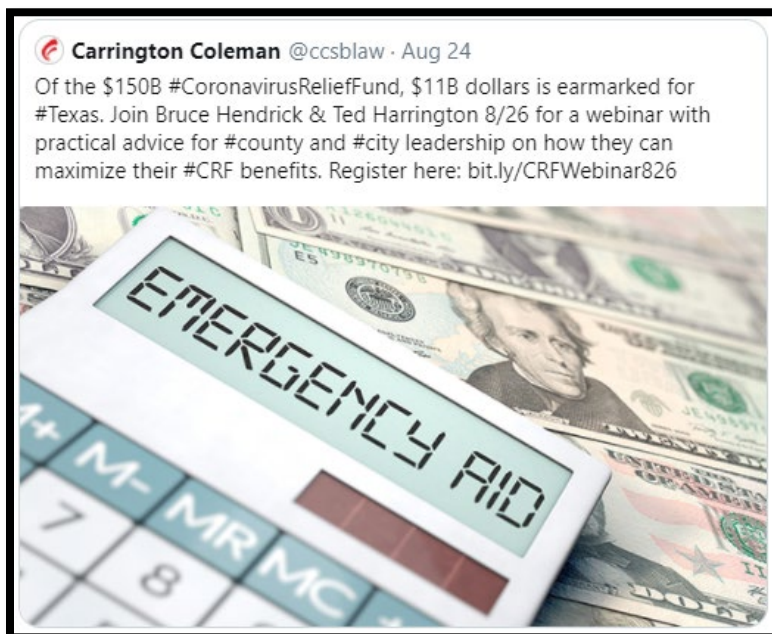 Carrington Coleman @ccsblaw · Aug 24
Of the $150B #CoronavirusReliefFund, $11B dollars is earmarked for
#Texas. Join Bruce Hendrick & Ted Harrington 8/26 for a webinar with
practical advice for #county and #city leadership on how they can
maximize their #CRF benefits. Register here: bit.ly/CRFWebinar826
EMERGENCY AID
M+
M-
MR
MC
7
8